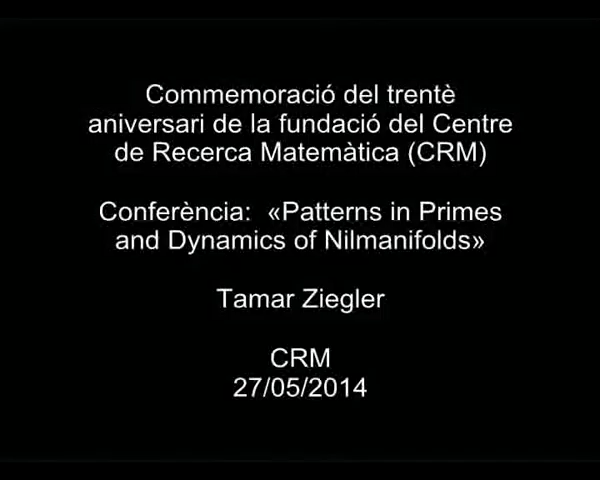 Commemoració del trentè
aniversari de la fundació del Centre
de Recerca Matemàtica (CRM)
Conferència:  «Patterns in Primes
and Dynamics of Nilmanifolds»
Tamar Ziegler
CRM
27/05/2014